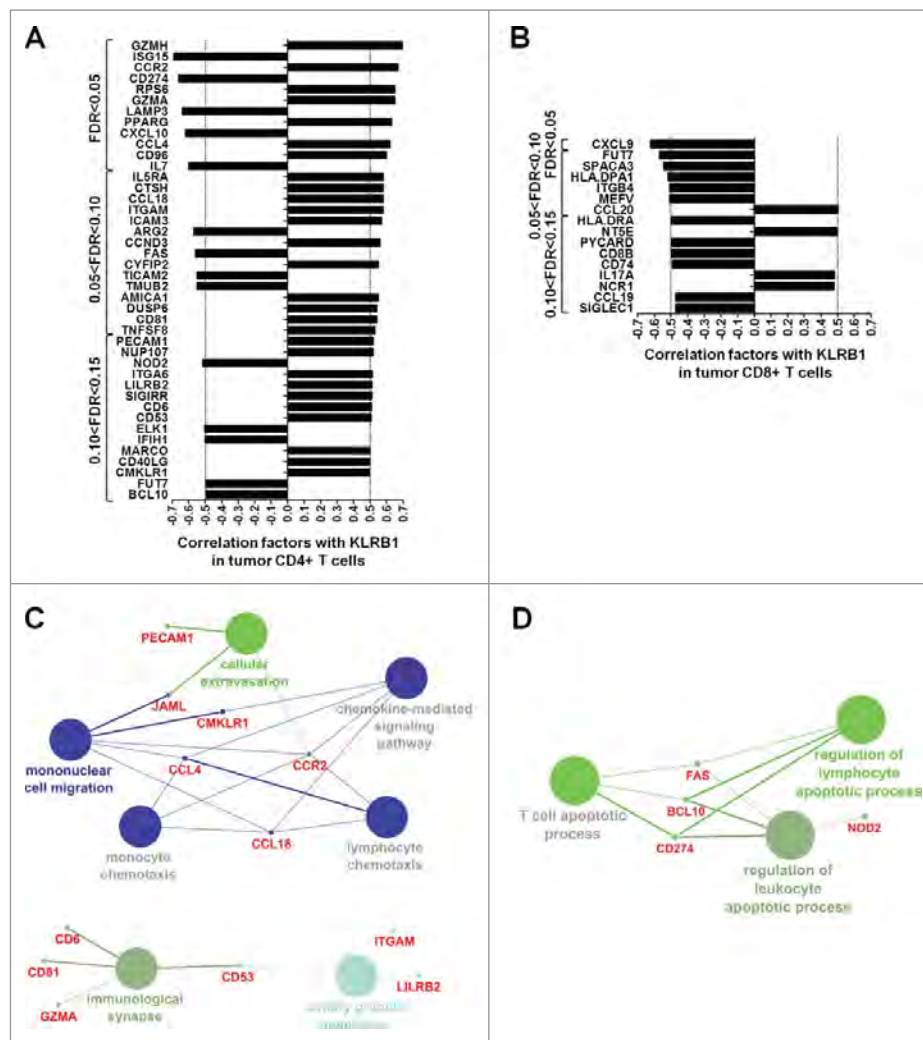 A
FDR<0.05
0.05<FDR<0.10
0.10<FDR<0.15
GZMH
ISG15
CCR2
CD274
RPS6
GZMA
LAMP3
PPARG
CXCL10
CCL4
CD96
IL7
IL5RA
CTSH
CCL18
ITGAM
ICAM3
ARG2
CCND3
FAS
CYFIP2
TICAM2
TMUB2
AMICA1
DUSP6
CD81
TNFSF8
PECAM1
NUP107
NOD2
ITGA6
LILRB2
SIGIRR
CD6
CD53
ELK1
IFIH1
MARCO
CD40LG
CMKLR1
FUT7
BCL10
-0.7 -0.6 -0.5 -0.4 -0.3 -0.2 -0.1 0.0 0.1 0.2 0.3 0.4 0.5 0.6 0.7
Correlation factors with KLRB1
in tumor CD4+ T cells
B
FDR<0.05
0.05<FDR<0.10
0.10<FDR<0.15
CXCL9
FUT7
SPACA3
HLA.DPA1
ITGB4
MEFV
CCL20
HLA.DRA
NT5E
PYCARD
CD8B
CD74
IL17A
NCR1
CCL19
SIGLEC1
-0.7 -0.6 -0.5 -0.4 -0.3 -0.2 -0.1 0.0 0.1 0.2 0.3 0.4 0.5 0.6 0.7
Correlation factors with KLRB1
in tumor CD8+ T cells
C
PECAM1
cellular
extravasation
JAML
CMKLR1
chemokine-mediated
signaling
pathway
mononuclear
cell migration
CCL4
CCR2
monocyte
chemotaxis
CCL18
lymphocyte
chemotaxis
CD6
CD81
CD53
immunological
synapse
GZMA
ITGAM
LILRB2
D
FAS
regulation of
lymphocyte
apoptotic process
T cell apoptotic
process
BCL10
NOD2
CD274
regulation of
leukocyte
apoptotic process